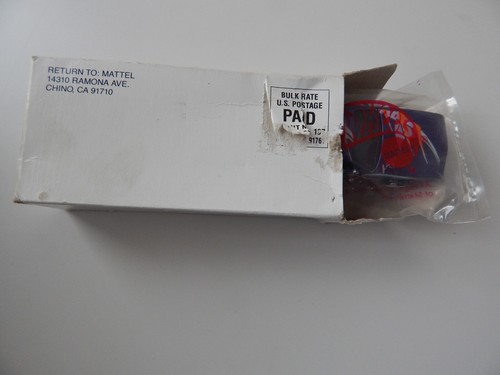 RETURN TO: MATTEL
14310 RAMONA AVE.
CHINO, CA 91710
BULK RATE
U.S. POSTAGE
PAID